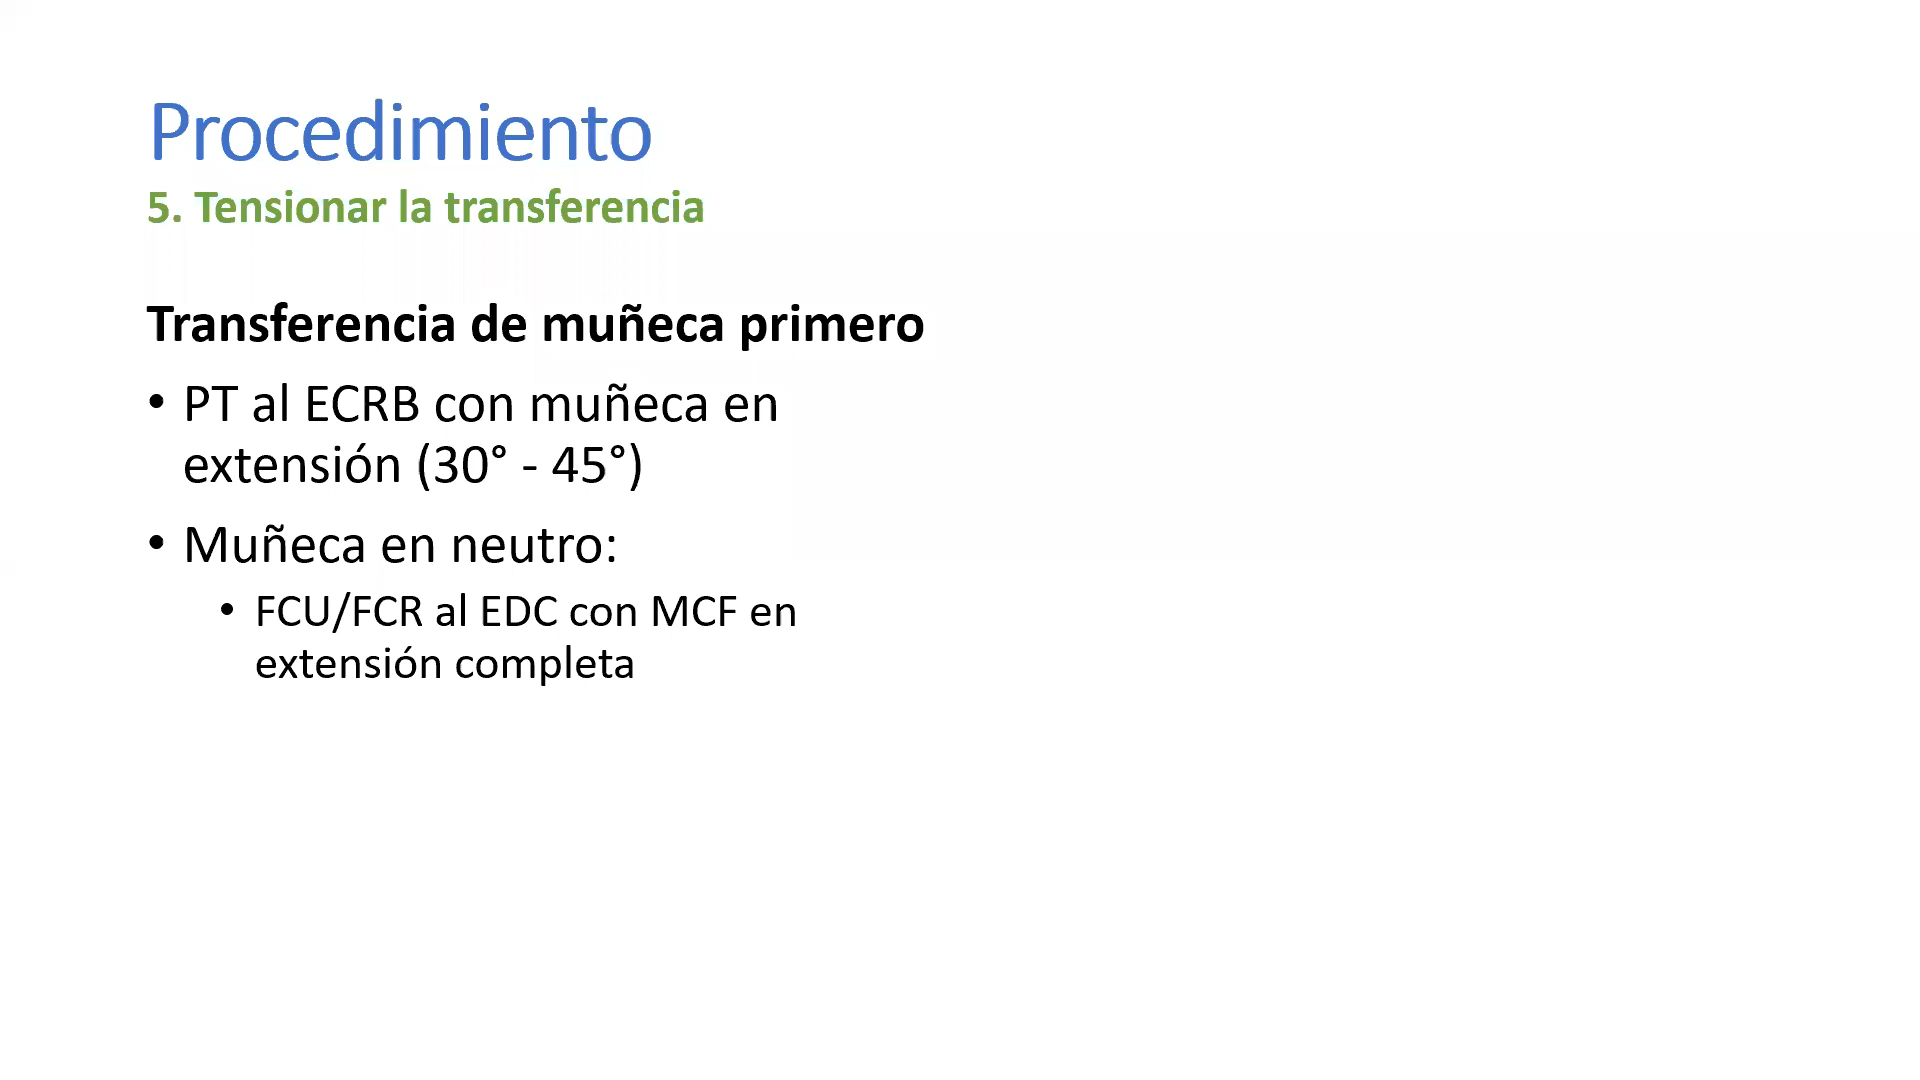 Procedimiento
5. Tensionar la transferencia
Transferencia de muñeca primero
• PT al ECRB con muñeca en
extensión (30° - 45°)
• Muñeca en neutro:
• FCU/FCR al EDC con MCF en
extensión completa